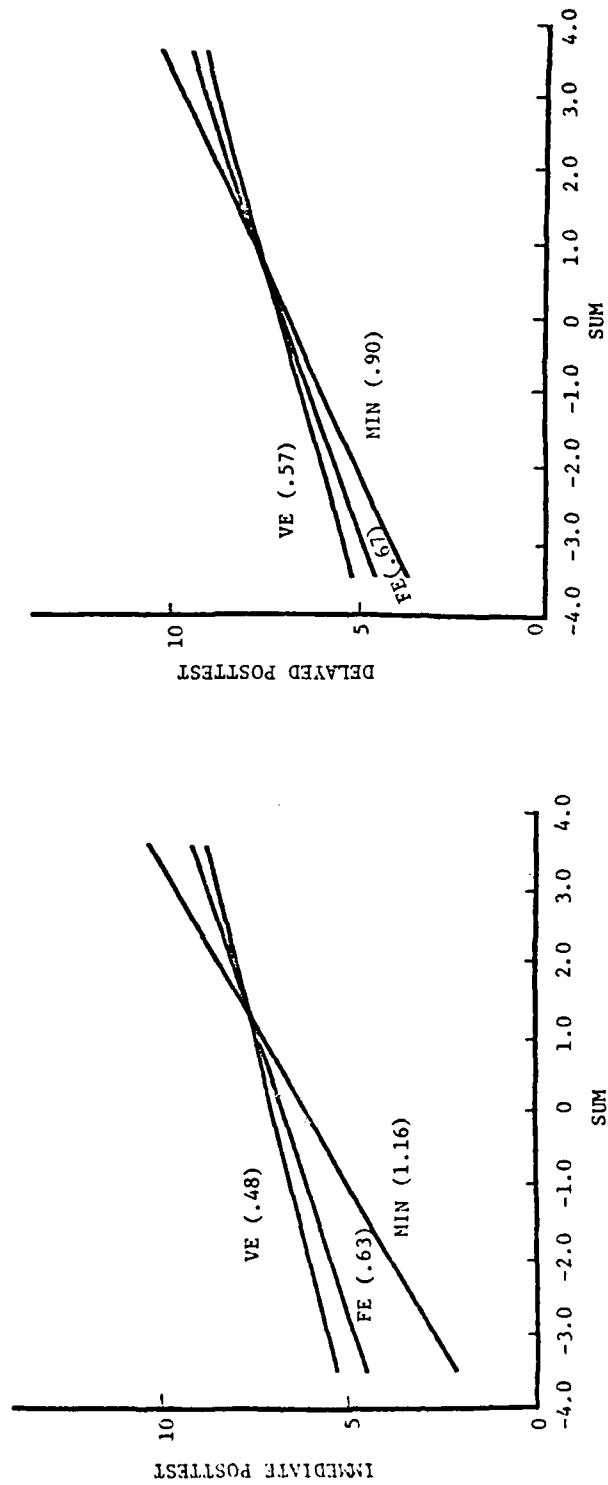 IMMEDIATE POSTTEST
10
5
0
VE (.48)
FE (.63)
MIN (1.16)
-4.0 -3.0 -2.0 -1.0 0 1.0 2.0 3.0 4.0
SUM
DELAYED POSTTEST
10
5
0
VE (.57)
FE(.67)
MIN (.90)
-4.0 -3.0 -2.0 -1.0 0 1.0 2.0 3.0 4.0
SUM